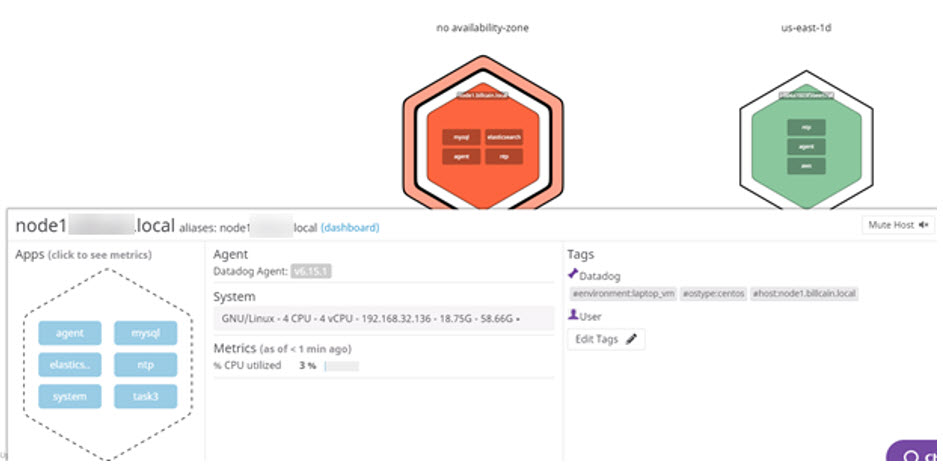 no availability-zone
us-east-1d
node1.billcain.local
mysql elasticsearch
agent ntp
ntp
agent
aws
node1 .local aliases: node1 local (dashboard)
Mute Host
Apps (click to see metrics)
agent mysql
elastics.. ntp
system task3
Agent
Datadog Agent: v6.15.1
System
GNU/Linux - 4 CPU - 4 vCPU - 192.168.32.136 - 18.75G - 58.66G
Metrics (as of < 1 min ago)
% CPU utilized 3 %
Tags
Datadog
#environment:laptop_vm #ostype:centos #host:node1.billcain.local
User
Edit Tags